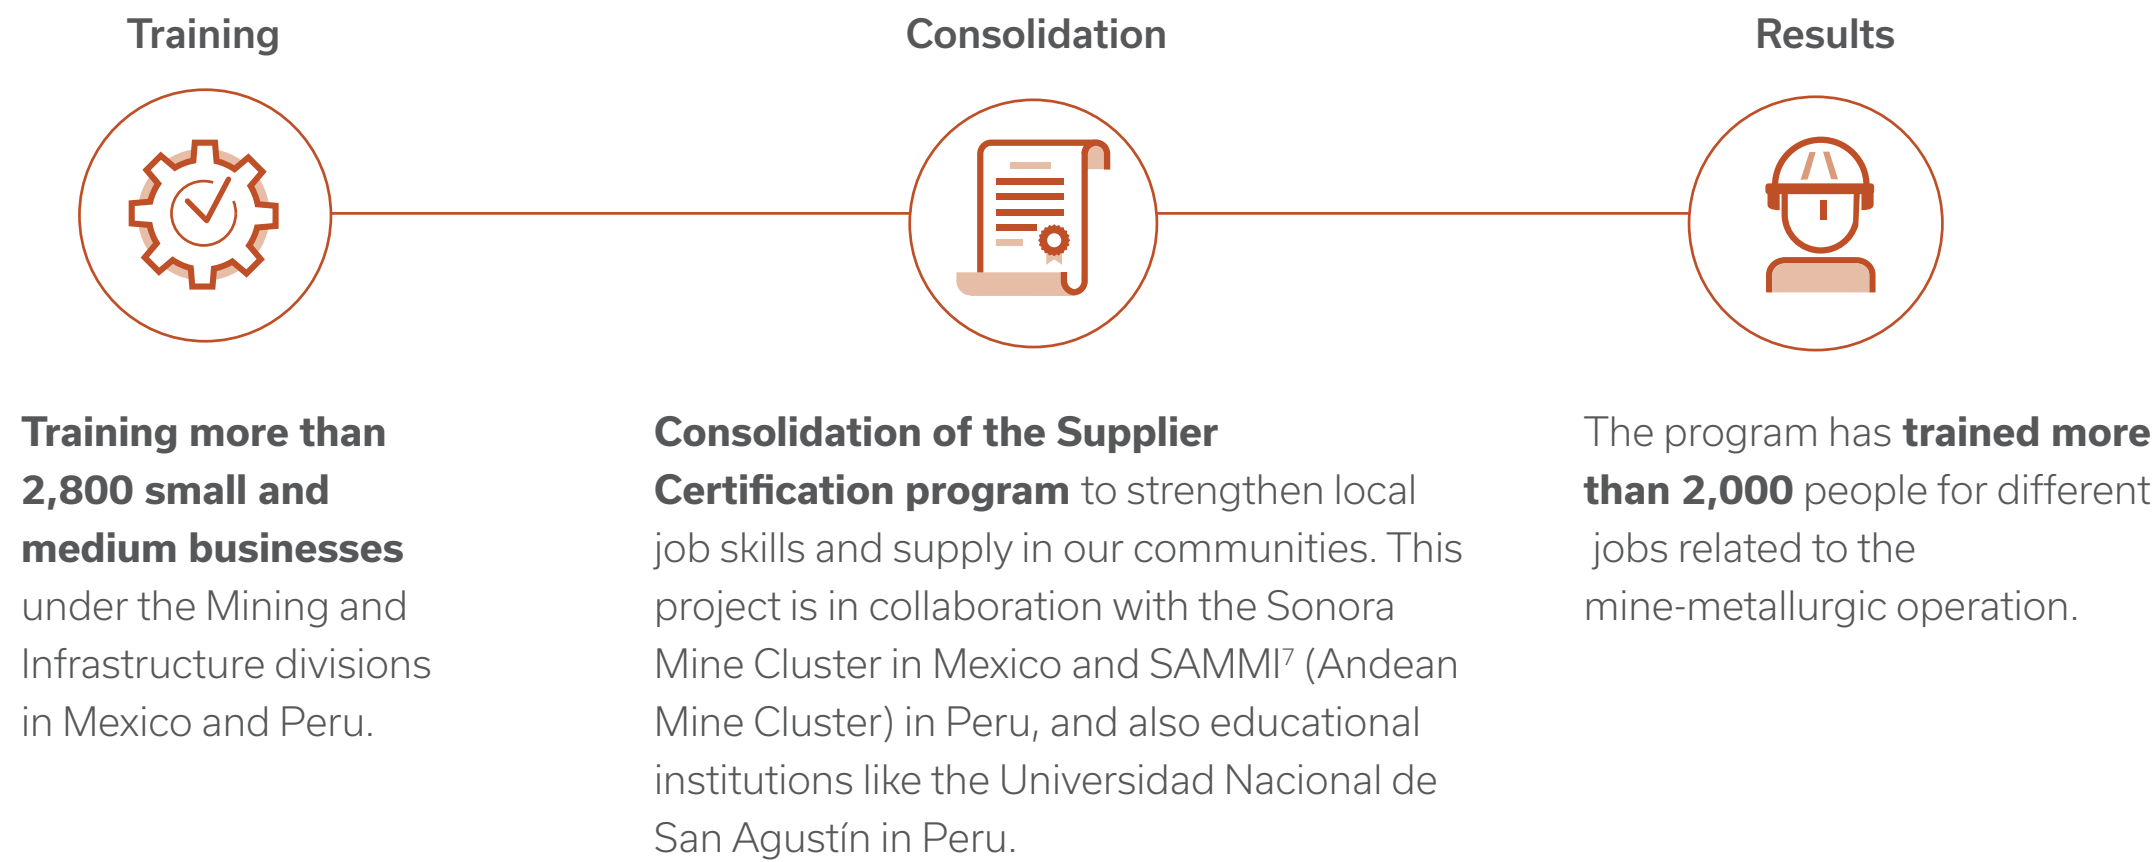 Training
Training more than
2,800 small and
medium businesses
under the Mining and
Infrastructure divisions
in Mexico and Peru.
Consolidation
Consolidation of the Supplier
Certification program to strengthen local
job skills and supply in our communities. This
project is in collaboration with the Sonora
Mine Cluster in Mexico and SAMMI⁷ (Andean
Mine Cluster) in Peru, and also educational
institutions like the Universidad Nacional de
San Agustín in Peru.
Results
The program has trained more
than 2,000 people for different
jobs related to the
mine-metallurgic operation.